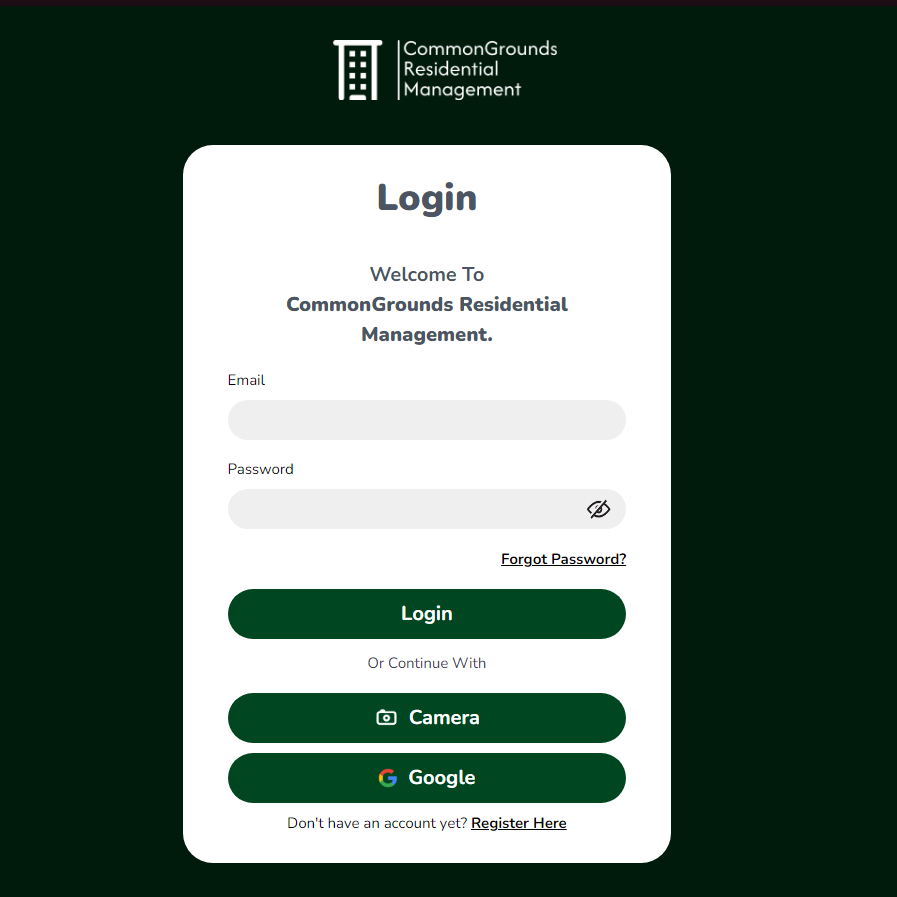 CommonGrounds
Residential
Management
Login
Welcome To
CommonGrounds Residential
Management.
Email
Password
Forgot Password?
Login
Or Continue With
Camera
Google
Don't have an account yet? Register Here